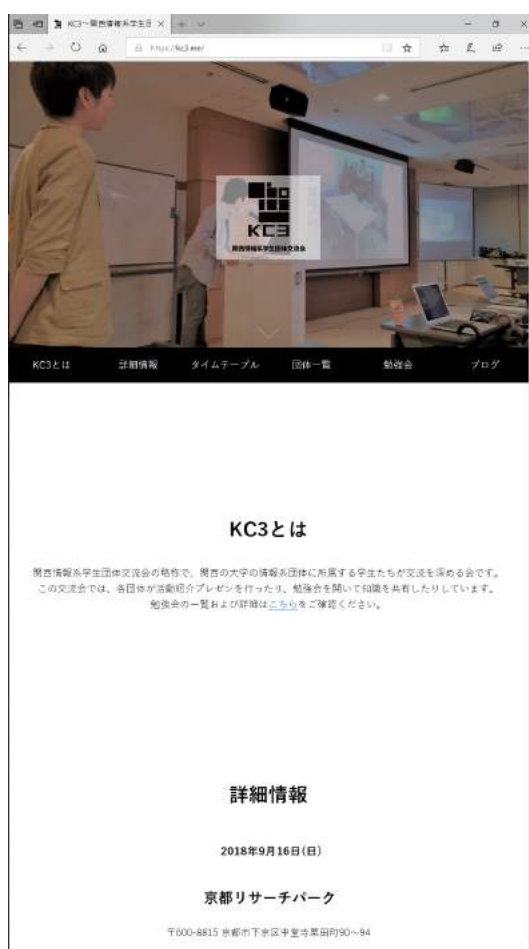 KC3～関西情報系学生団
https://kc3.me/
KC3
関西情報系学生団体交流会
KC3とは 詳細情報 タイムテーブル 団体一覧 勉強会 ブログ
KC3とは
関西情報系学生団体交流会の略称で、関西の大学の情報系団体に所属する学生たちが交流を深める会です。
この交流会では、各団体が活動紹介プレゼンを行ったり、勉強会を開いて知識を共有したりしています。
勉強会の一覧および詳細はこちらをご確認ください。
詳細情報
2018年9月16日(日)
京都リサーチパーク
〒600-8815 京都市下京区中堂寺粟田町90～94